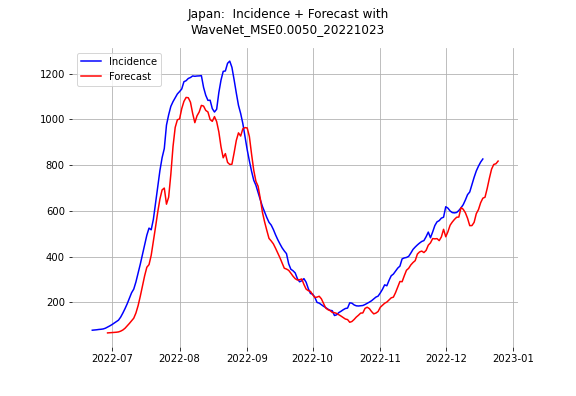 Japan:  Incidence + Forecast with
WaveNet_MSE0.0050_20221023
Incidence
Forecast
1200
1000
800
600
400
200
2022-07 2022-08 2022-09 2022-10 2022-11 2022-12 2023-01